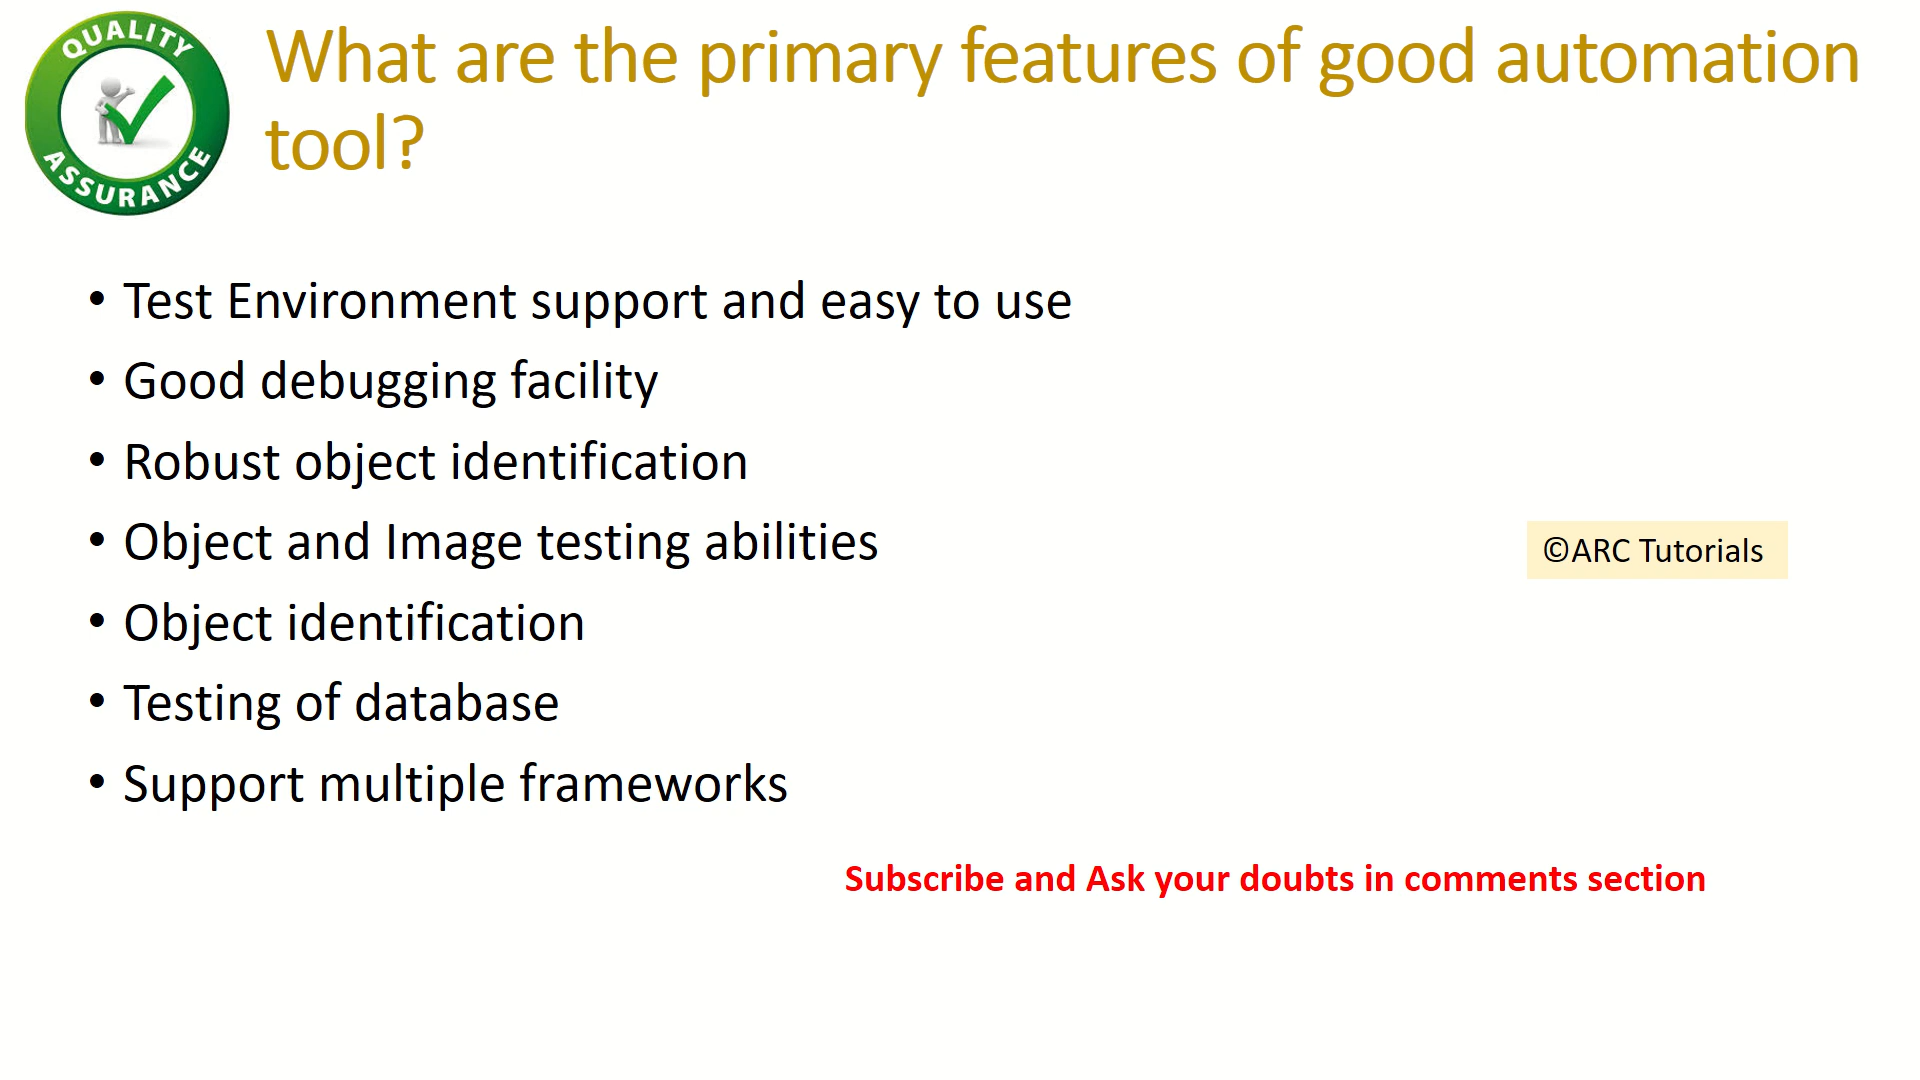 QUALITY
ASSURANCE
What are the primary features of good automation
tool?
• Test Environment support and easy to use
• Good debugging facility
• Robust object identification
• Object and Image testing abilities
• Object identification
• Testing of database
• Support multiple frameworks
©ARC Tutorials
Subscribe and Ask your doubts in comments section